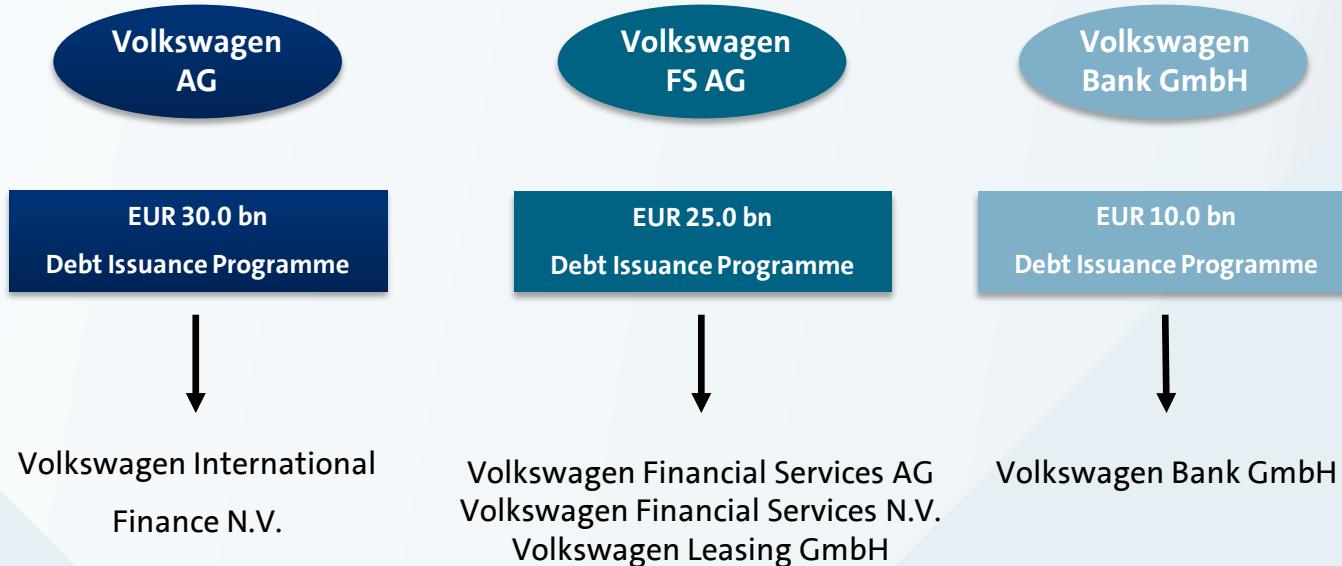 Volkswagen
AG
Volkswagen
FS AG
Volkswagen
Bank GmbH
EUR 30.0 bn
Debt Issuance Programme
EUR 25.0 bn
Debt Issuance Programme
EUR 10.0 bn
Debt Issuance Programme
Volkswagen International
Finance N.V.
Volkswagen Financial Services AG
Volkswagen Financial Services N.V.
Volkswagen Leasing GmbH
Volkswagen Bank GmbH